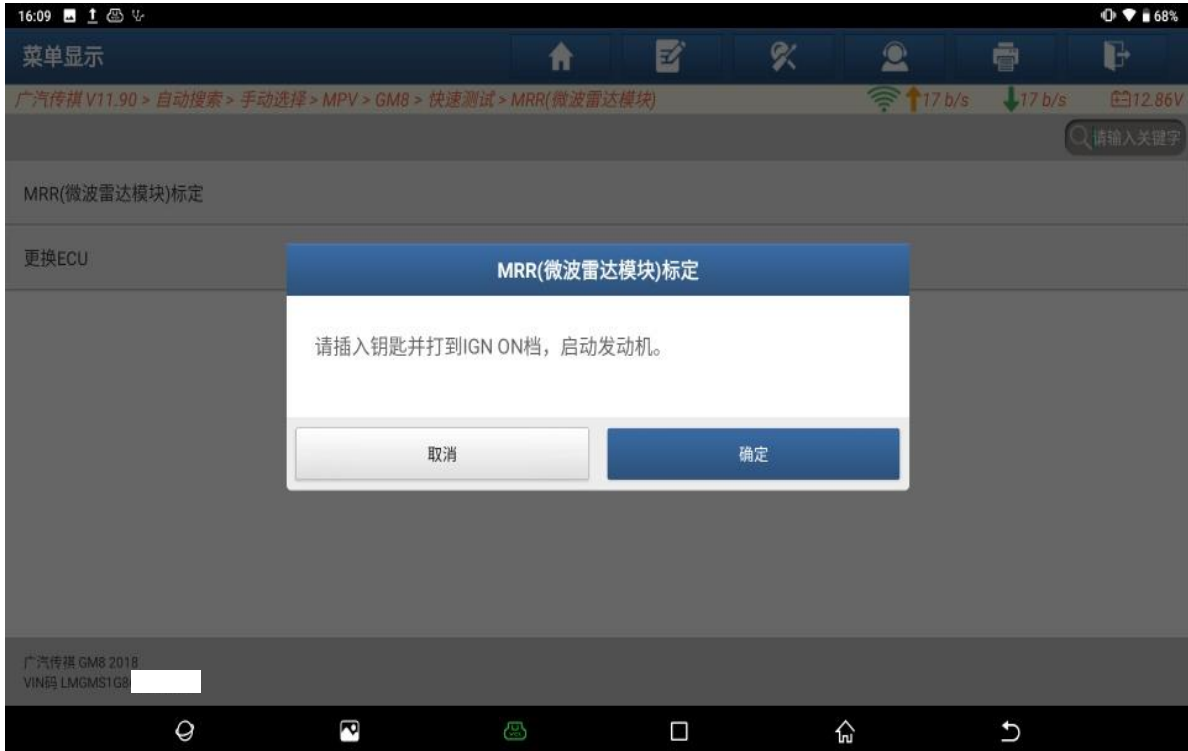 16:09
68%
菜单显示
广汽传祺 V11.90 > 自动搜索 > 手动选择 > MPV > GM8 > 快速测试 > MRR(微波雷达模块)
17 b/s
17 b/s
12.86V
请输入关键字
MRR(微波雷达模块)标定
更换ECU
MRR(微波雷达模块)标定
请插入钥匙并打到IGN ON档，启动发动机。
取消
确定
广汽传祺 GM8 2018
VIN码 LMGMS1G8
VCI